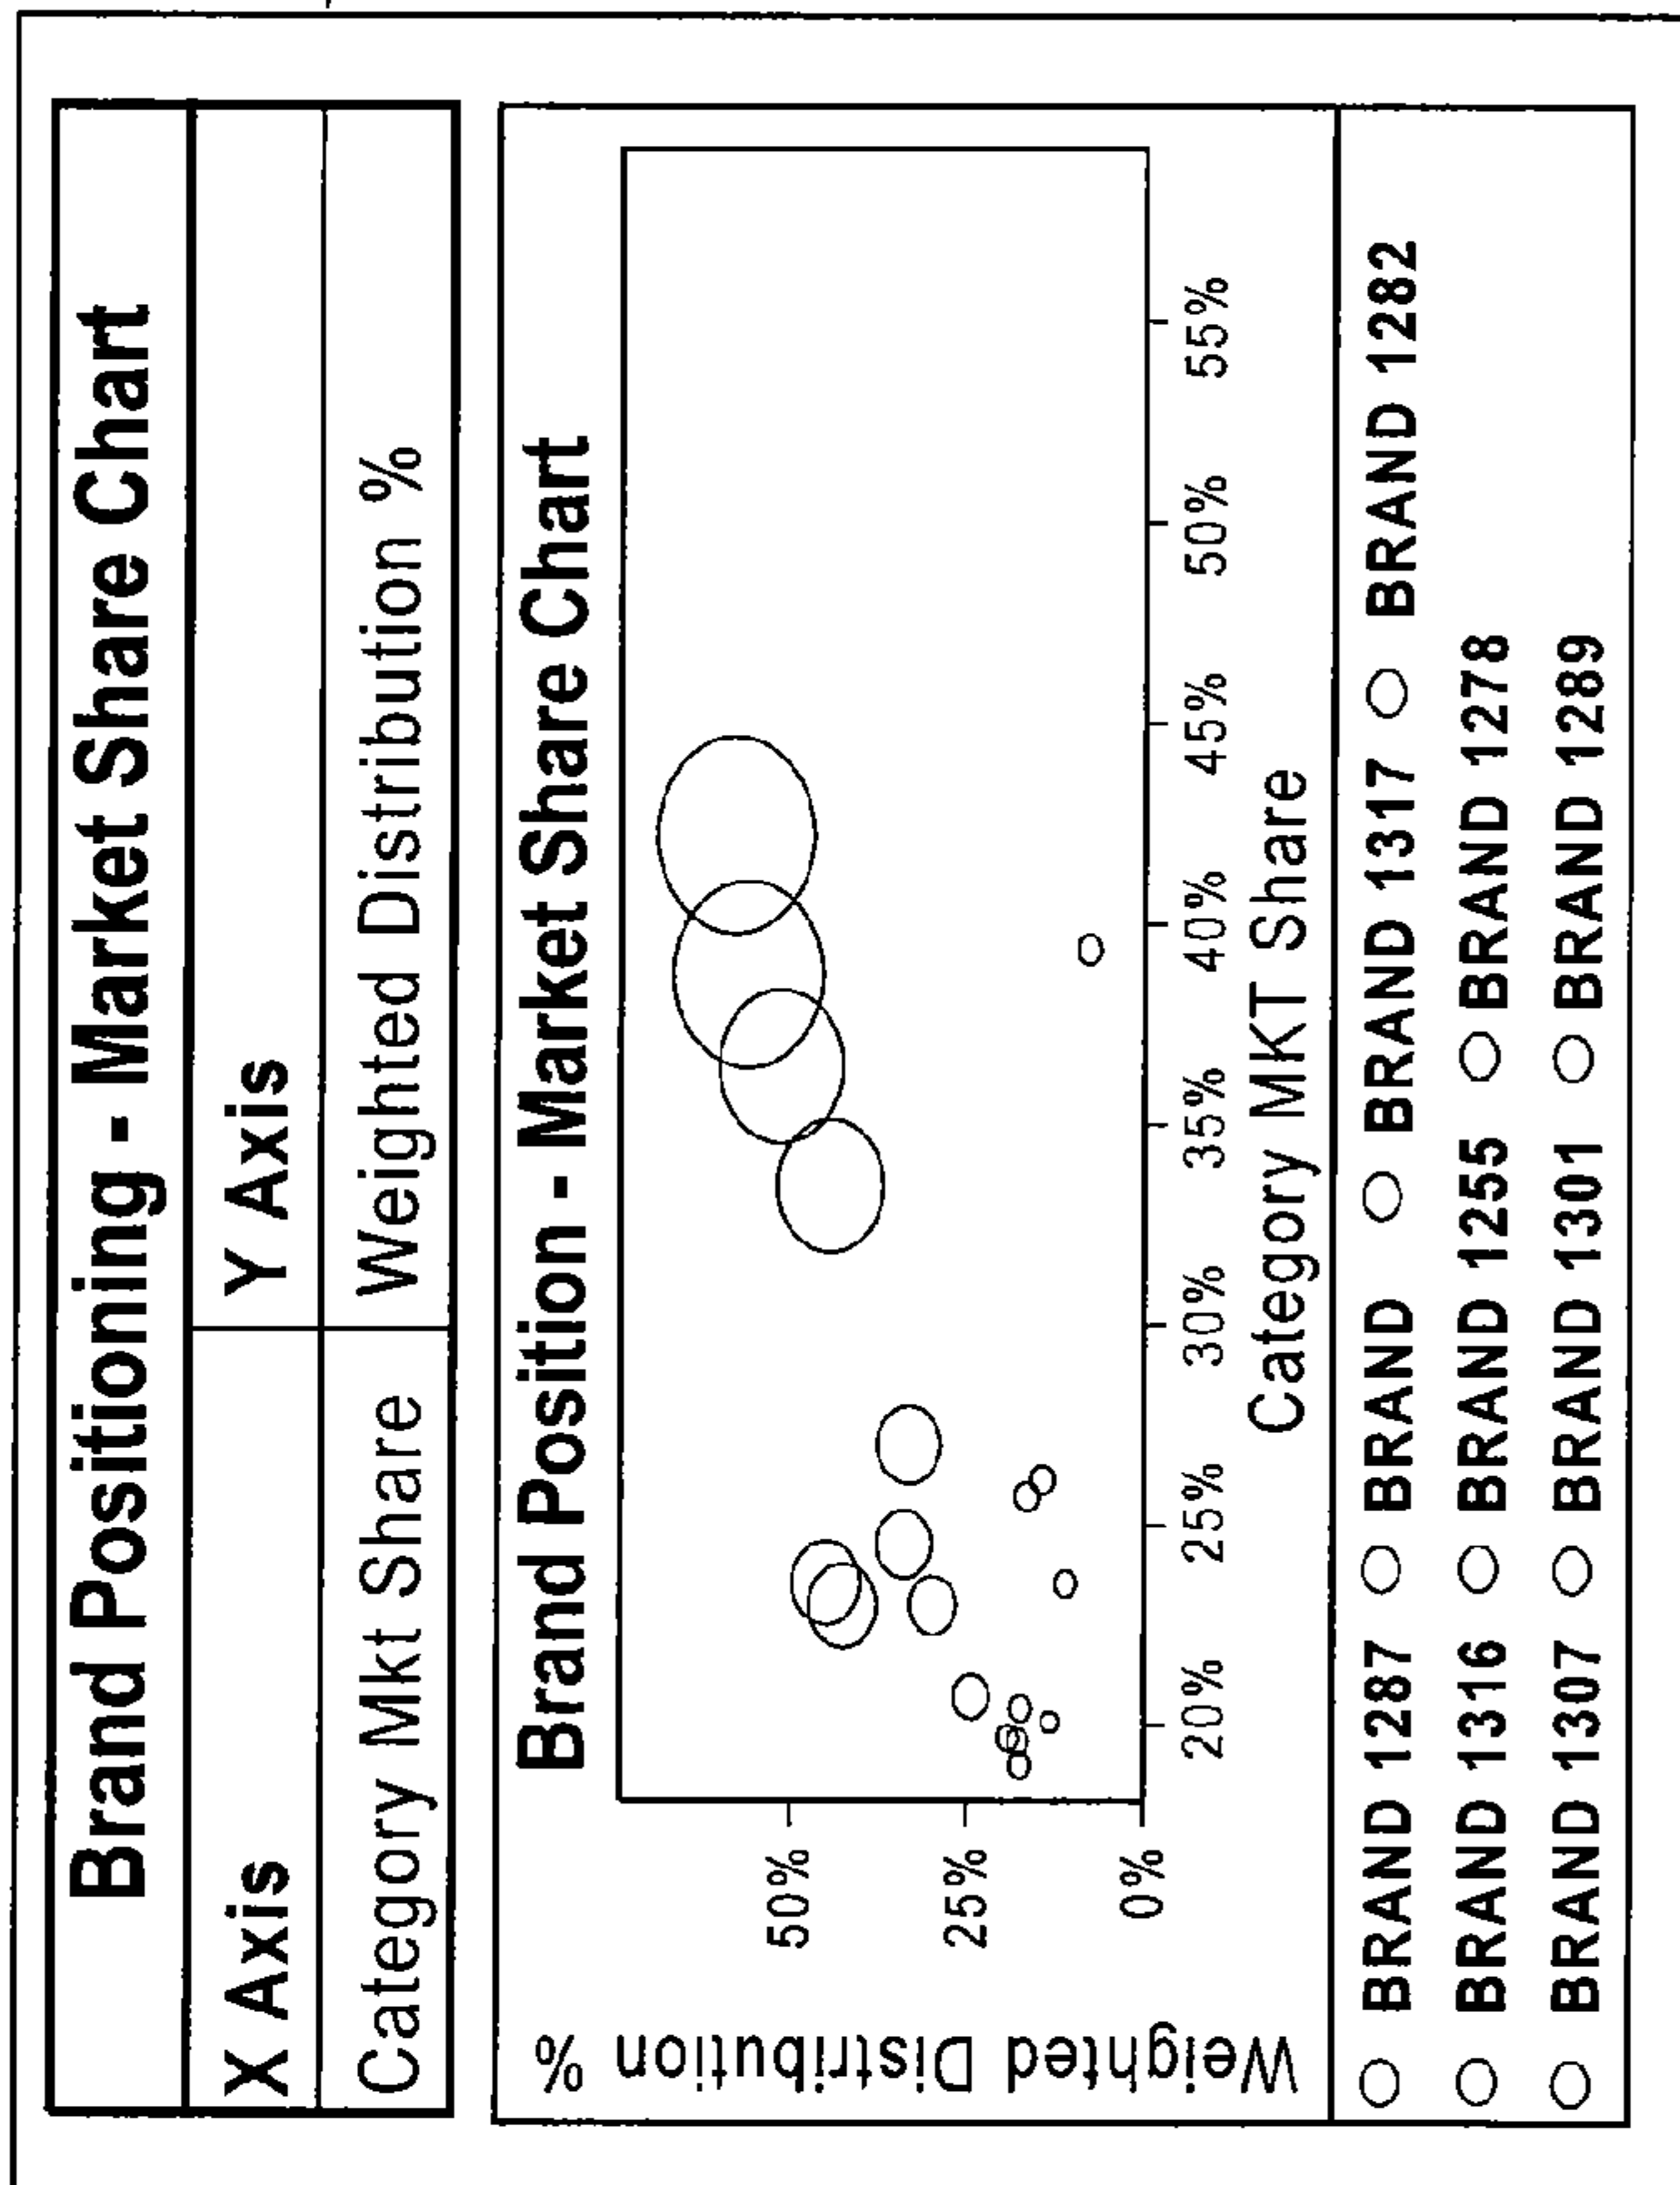 Brand Positioning - Market Share Chart
X Axis Y Axis
Category Mkt Share Weighted Distribution %
Brand Position - Market Share Chart
Weighted Distribution %
50%
25%
0%
20% 25% 30% 35% 40% 45% 50% 55%
Category MKT Share
BRAND 1287 BRAND BRAND 1317 BRAND 1282
BRAND 1316 BRAND 1255 BRAND 1278
BRAND 1307 BRAND 1301 BRAND 1289